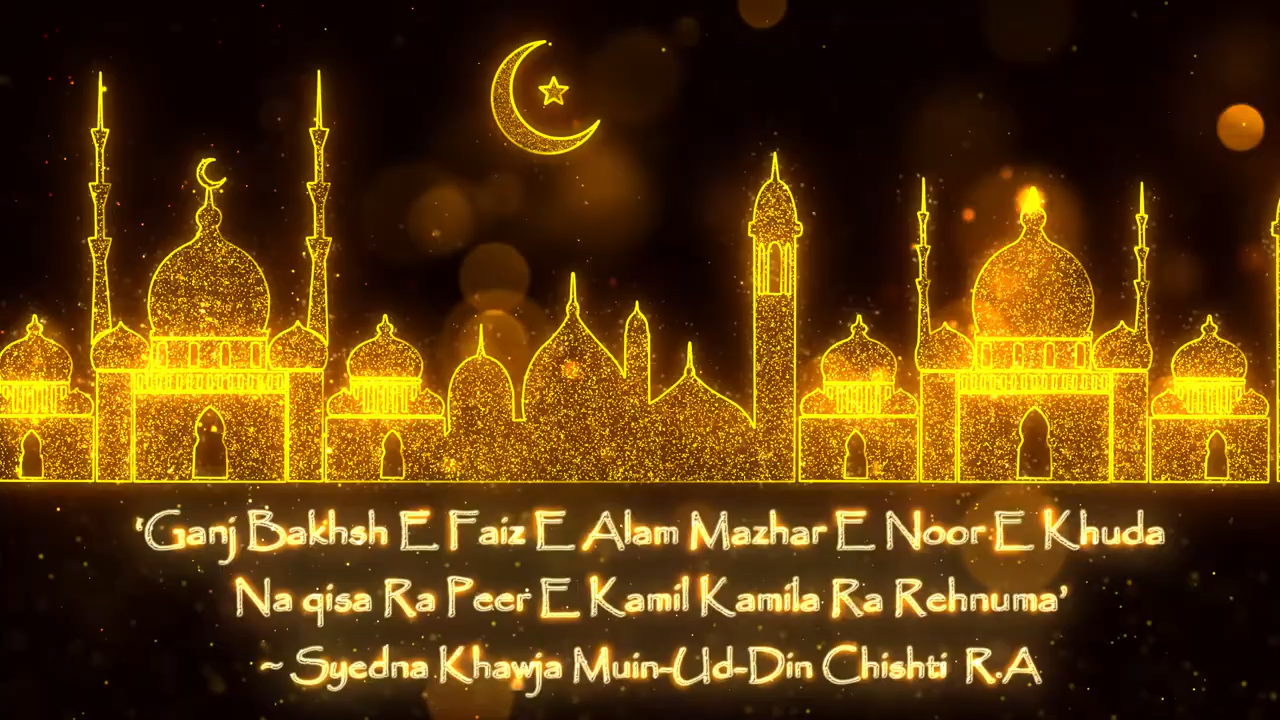 'Ganj Bakhsh E Faiz E Alam Mazhar E Noor E Khuda
Na qisa Ra Peer E Kamil Kamila Ra Rehnuma'
~ Syedna Khawja Muin-Ud-Din Chishti R.A